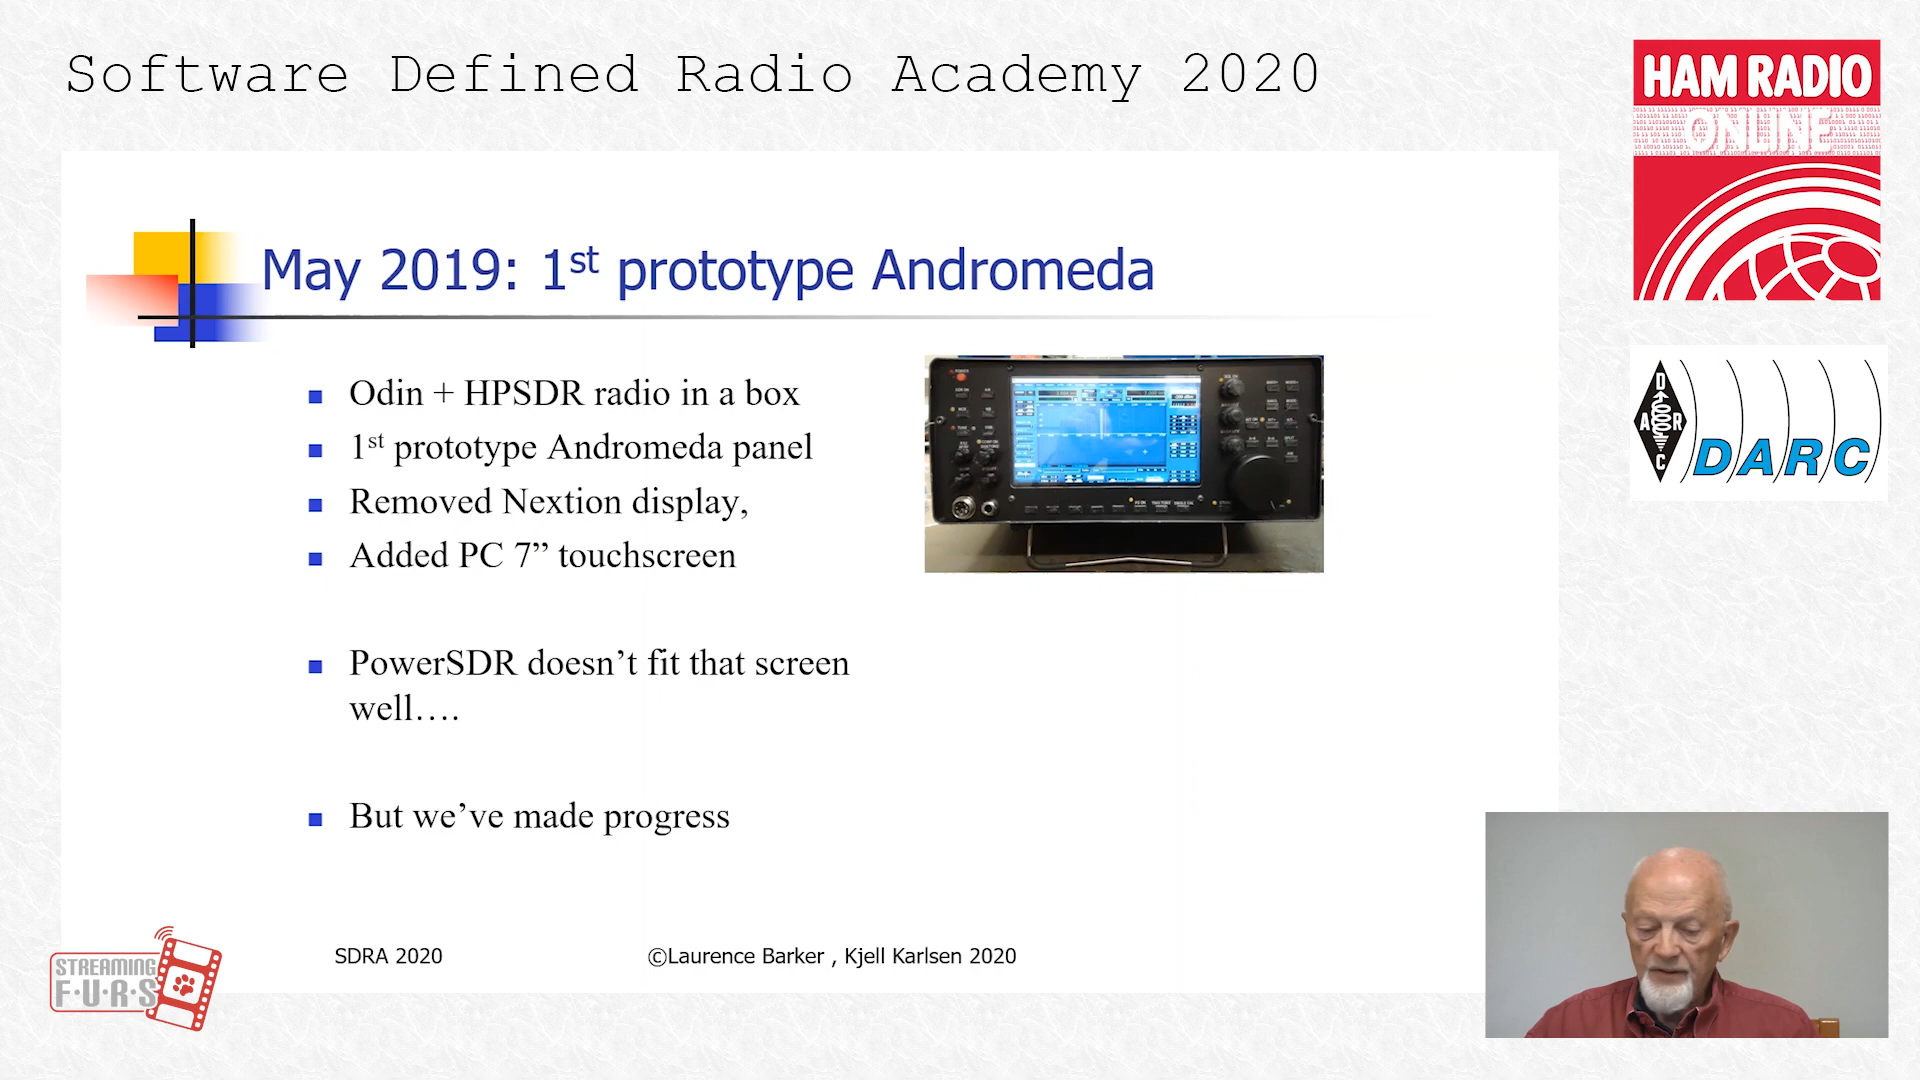 Software Defined Radio Academy 2020
HAM RADIO
ONLINE
May 2019: 1st prototype Andromeda
Odin + HPSDR radio in a box
1st prototype Andromeda panel
Removed Nextion display,
Added PC 7” touchscreen
PowerSDR doesn’t fit that screen
well….
But we’ve made progress
D
A R
C
DARC
SDRA 2020
©Laurence Barker , Kjell Karlsen 2020
STREAMING
F·U·R·S